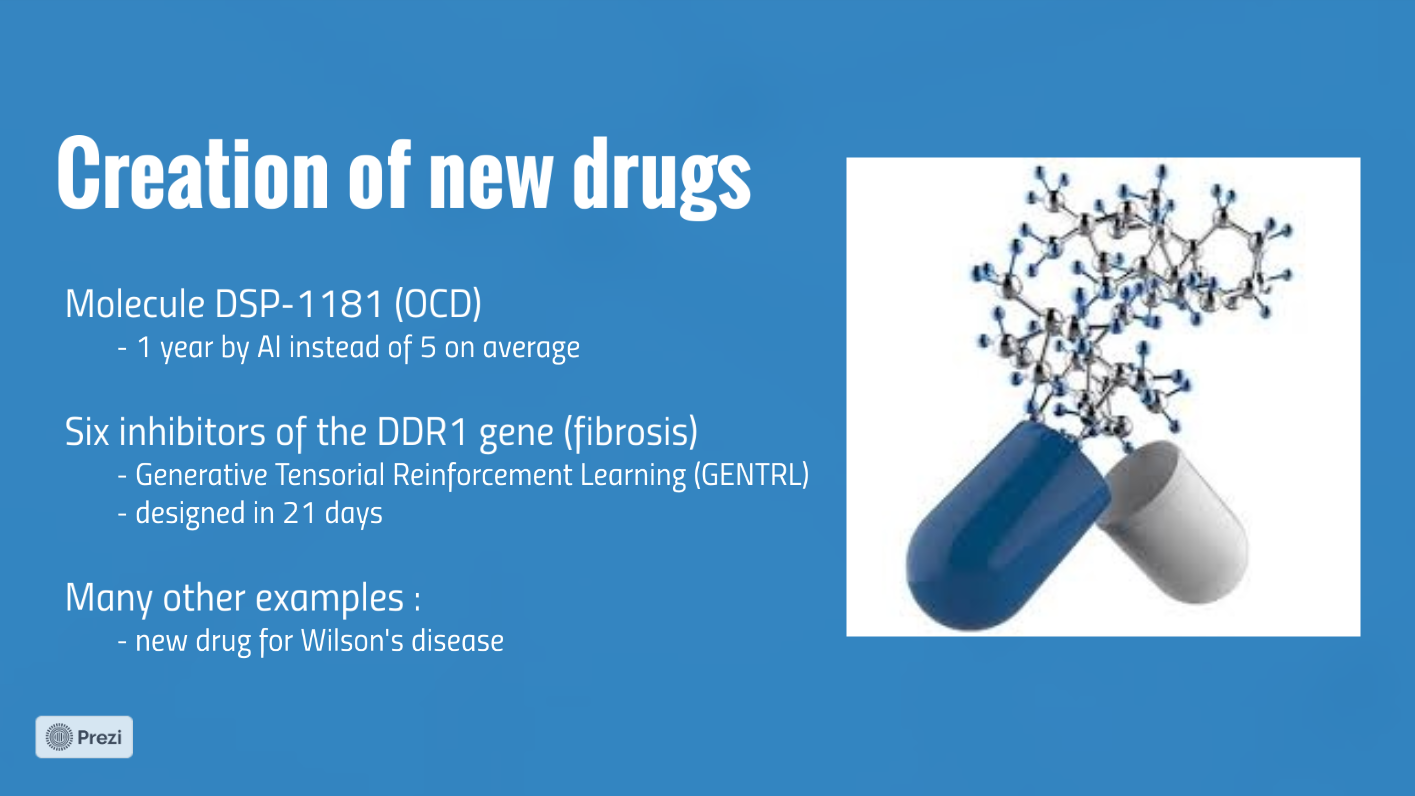 Creation of new drugs
Molecule DSP-1181 (OCD)
- 1 year by AI instead of 5 on average
Six inhibitors of the DDR1 gene (fibrosis)
- Generative Tensorial Reinforcement Learning (GENTRL)
- designed in 21 days
Many other examples :
- new drug for Wilson's disease
Prezi